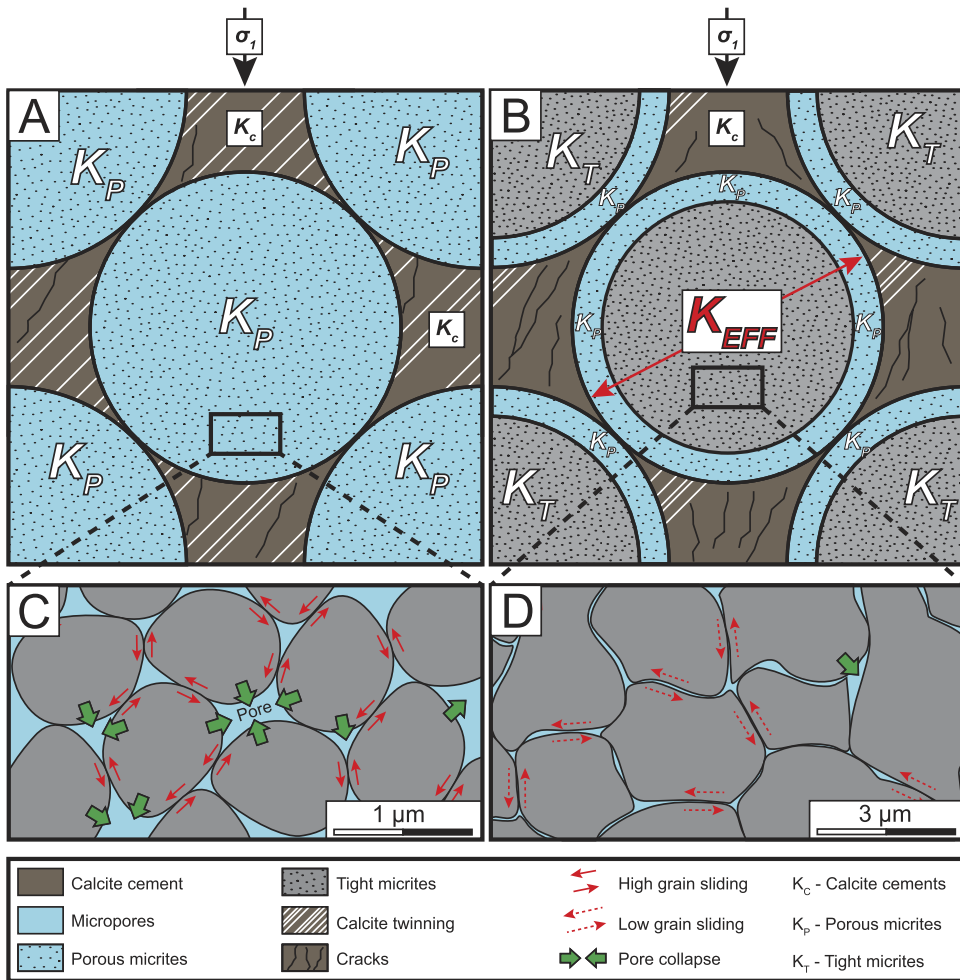 σ1
σ1
A
Kc
KP
KP
KP
Kc
KP
KP
B
Kc
KT
KT
KP
KP
KP
KP
KEFF
KP
KP
KP
KT
KT
C
Pore
1 µm
D
3 µm
Calcite cement
Tight micrites
High grain sliding
KC - Calcite cements
Micropores
Calcite twinning
Low grain sliding
KP - Porous micrites
Porous micrites
Cracks
Pore collapse
KT - Tight micrites